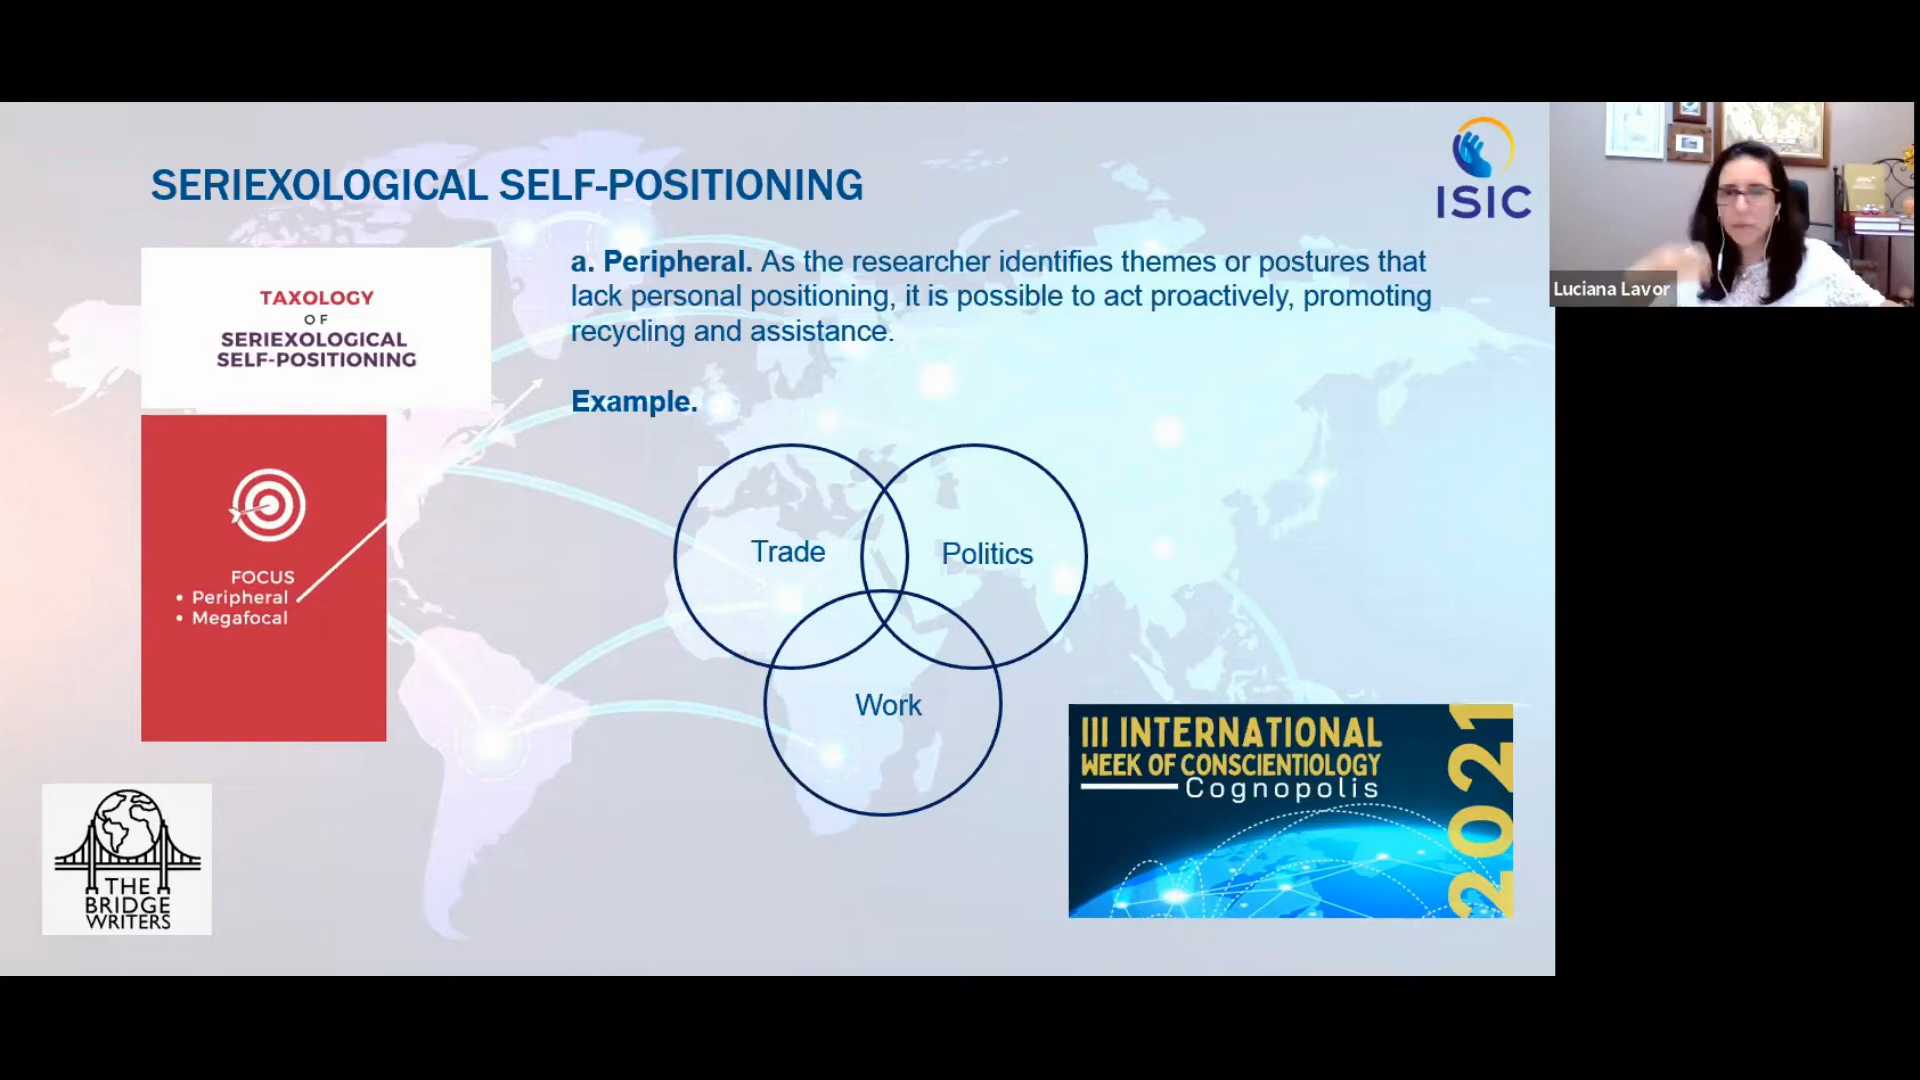 SERIEXOLOGICAL SELF-POSITIONING
ISIC
Luciana Lavor
TAXOLOGY
OF
SERIEXOLOGICAL
SELF-POSITIONING
a. Peripheral. As the researcher identifies themes or postures that
lack personal positioning, it is possible to act proactively, promoting
recycling and assistance.
Example.
FOCUS
• Peripheral
• Megafocal
Trade
Politics
Work
III INTERNATIONAL
WEEK OF CONSCIENTIOLOGY
Cognopolis
2021
THE
BRIDGE
WRITERS